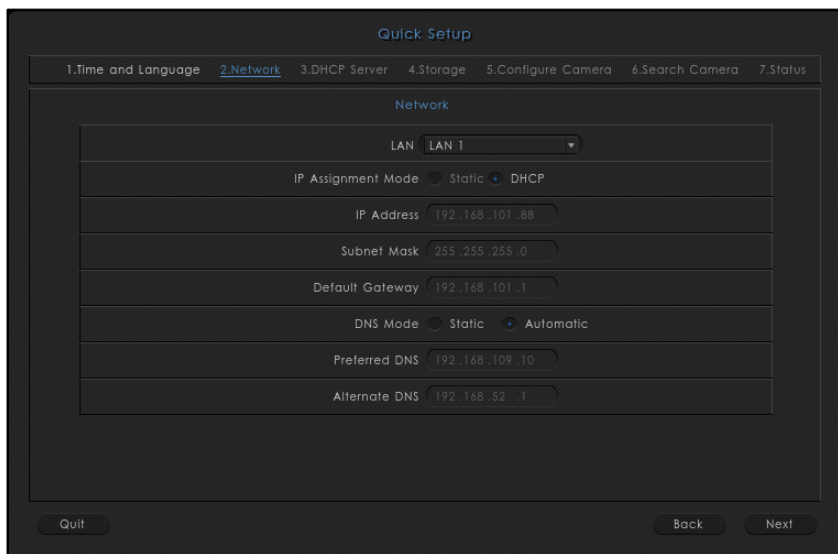 Quick Setup
1.Time and Language 2.Network 3.DHCP Server 4.Storage 5.Configure Camera 6.Search Camera 7.Status
Network
LAN LAN 1
IP Assignment Mode Static DHCP
IP Address 192 .168 .101 .88
Subnet Mask 255 .255 .255 .0
Default Gateway 192 .168 .101 .1
DNS Mode Static Automatic
Preferred DNS 192 .168 .109 .10
Alternate DNS 192 .168 .52 .1
Quit Back Next